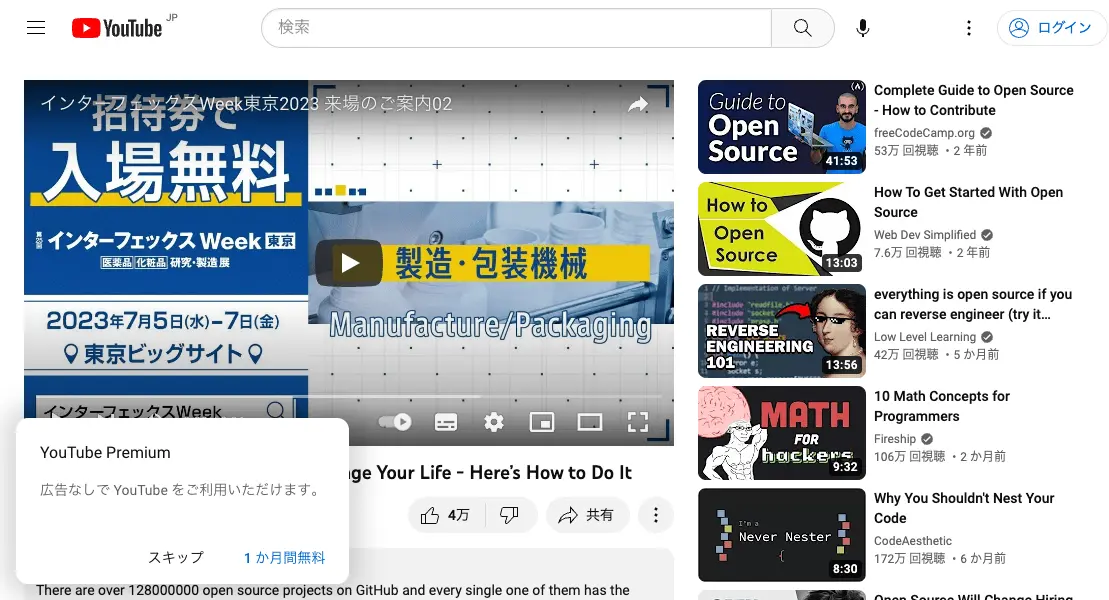 YouTube JP
検索
ログイン
インターフェックスWeek東京2023 来場のご案内02
招待券で
入場無料
インターフェックス Week 東京
医薬品 化粧品 研究・製造展
2023年7月5日(水)-7日(金)
東京ビッグサイト
インターフェックスWeek
製造・包装機械
Manufacture/Packaging
YouTube Premium
広告なしで YouTube をご利用いただけます。
スキップ
1 か月間無料
nge Your Life - Here's How to Do It
4万
共有
There are over 128000000 open source projects on GitHub and every single one of them has the
Guide to
Open
Source
41:53
Complete Guide to Open Source
- How to Contribute
freeCodeCamp.org
53万 回視聴 ・2 年前
How to
Open
Source
13:03
How To Get Started With Open
Source
Web Dev Simplified
7.6万 回視聴 ・2 年前
// Implementation of Server
#include "readfile.h"
#include "socket
REVERSE
ENGINEERING
101
13:56
everything is open source if you
can reverse engineer (try it…
Low Level Learning
42万 回視聴 ・5 か月前
MATH
FOR
hackers
9:32
10 Math Concepts for
Programmers
Fireship
106万 回視聴 ・2 か月前
I'm a
Never Nester
{
8:30
Why You Shouldn't Nest Your
Code
CodeAesthetic
172万 回視聴 ・6 か月前
Open Source Will Change Hiring